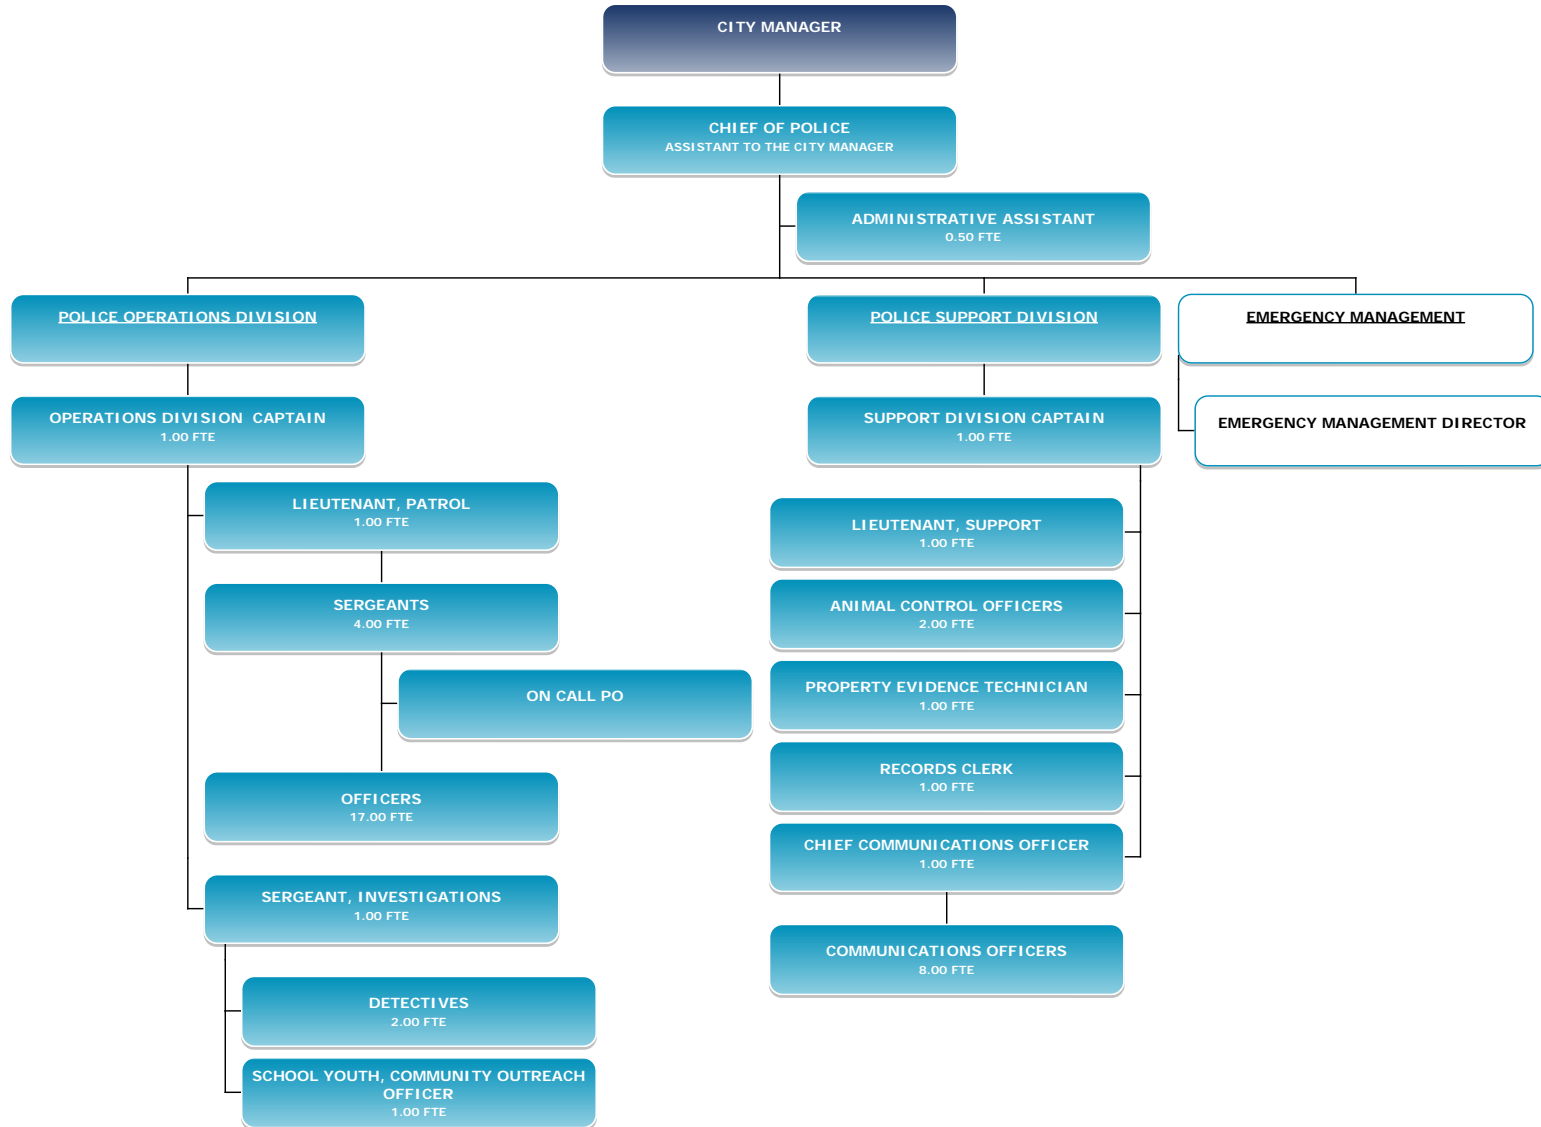 CITY MANAGER
CHIEF OF POLICE
ASSISTANT TO THE CITY MANAGER
ADMINISTRATIVE ASSISTANT
0.50 FTE
POLICE OPERATIONS DIVISION
OPERATIONS DIVISION CAPTAIN
1.00 FTE
LIEUTENANT, PATROL
1.00 FTE
SERGEANTS
4.00 FTE
ON CALL PO
OFFICERS
17.00 FTE
SERGEANT, INVESTIGATIONS
1.00 FTE
DETECTIVES
2.00 FTE
SCHOOL YOUTH, COMMUNITY OUTREACH
OFFICER
1.00 FTE
POLICE SUPPORT DIVISION
SUPPORT DIVISION CAPTAIN
1.00 FTE
LIEUTENANT, SUPPORT
1.00 FTE
ANIMAL CONTROL OFFICERS
2.00 FTE
PROPERTY EVIDENCE TECHNICIAN
1.00 FTE
RECORDS CLERK
1.00 FTE
CHIEF COMMUNICATIONS OFFICER
1.00 FTE
COMMUNICATIONS OFFICERS
8.00 FTE
EMERGENCY MANAGEMENT
EMERGENCY MANAGEMENT DIRECTOR